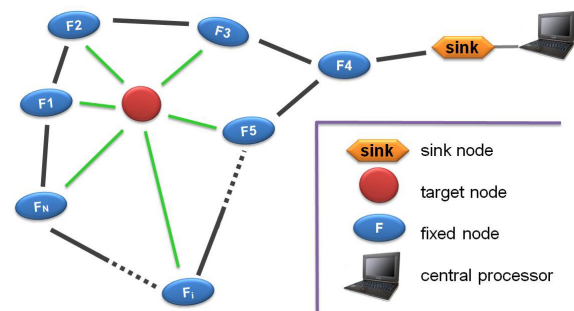 F2
F3
F4
sink
F1
F5
FN
Fi
sink sink node
target node
F fixed node
central processor